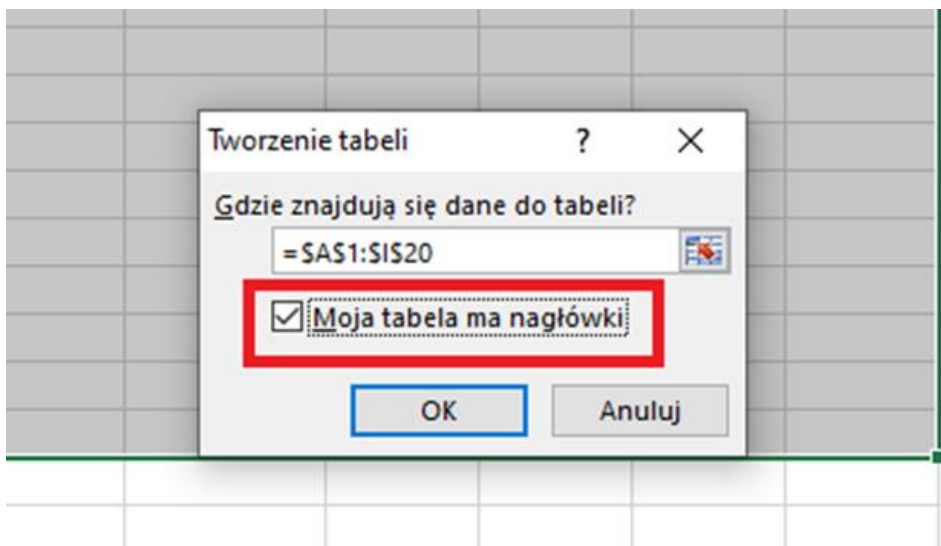 Tworzenie tabeli ? X
Gdzie znajdują się dane do tabeli?
=$A$1:$I$20
Moja tabela ma nagłówki
OK Anuluj